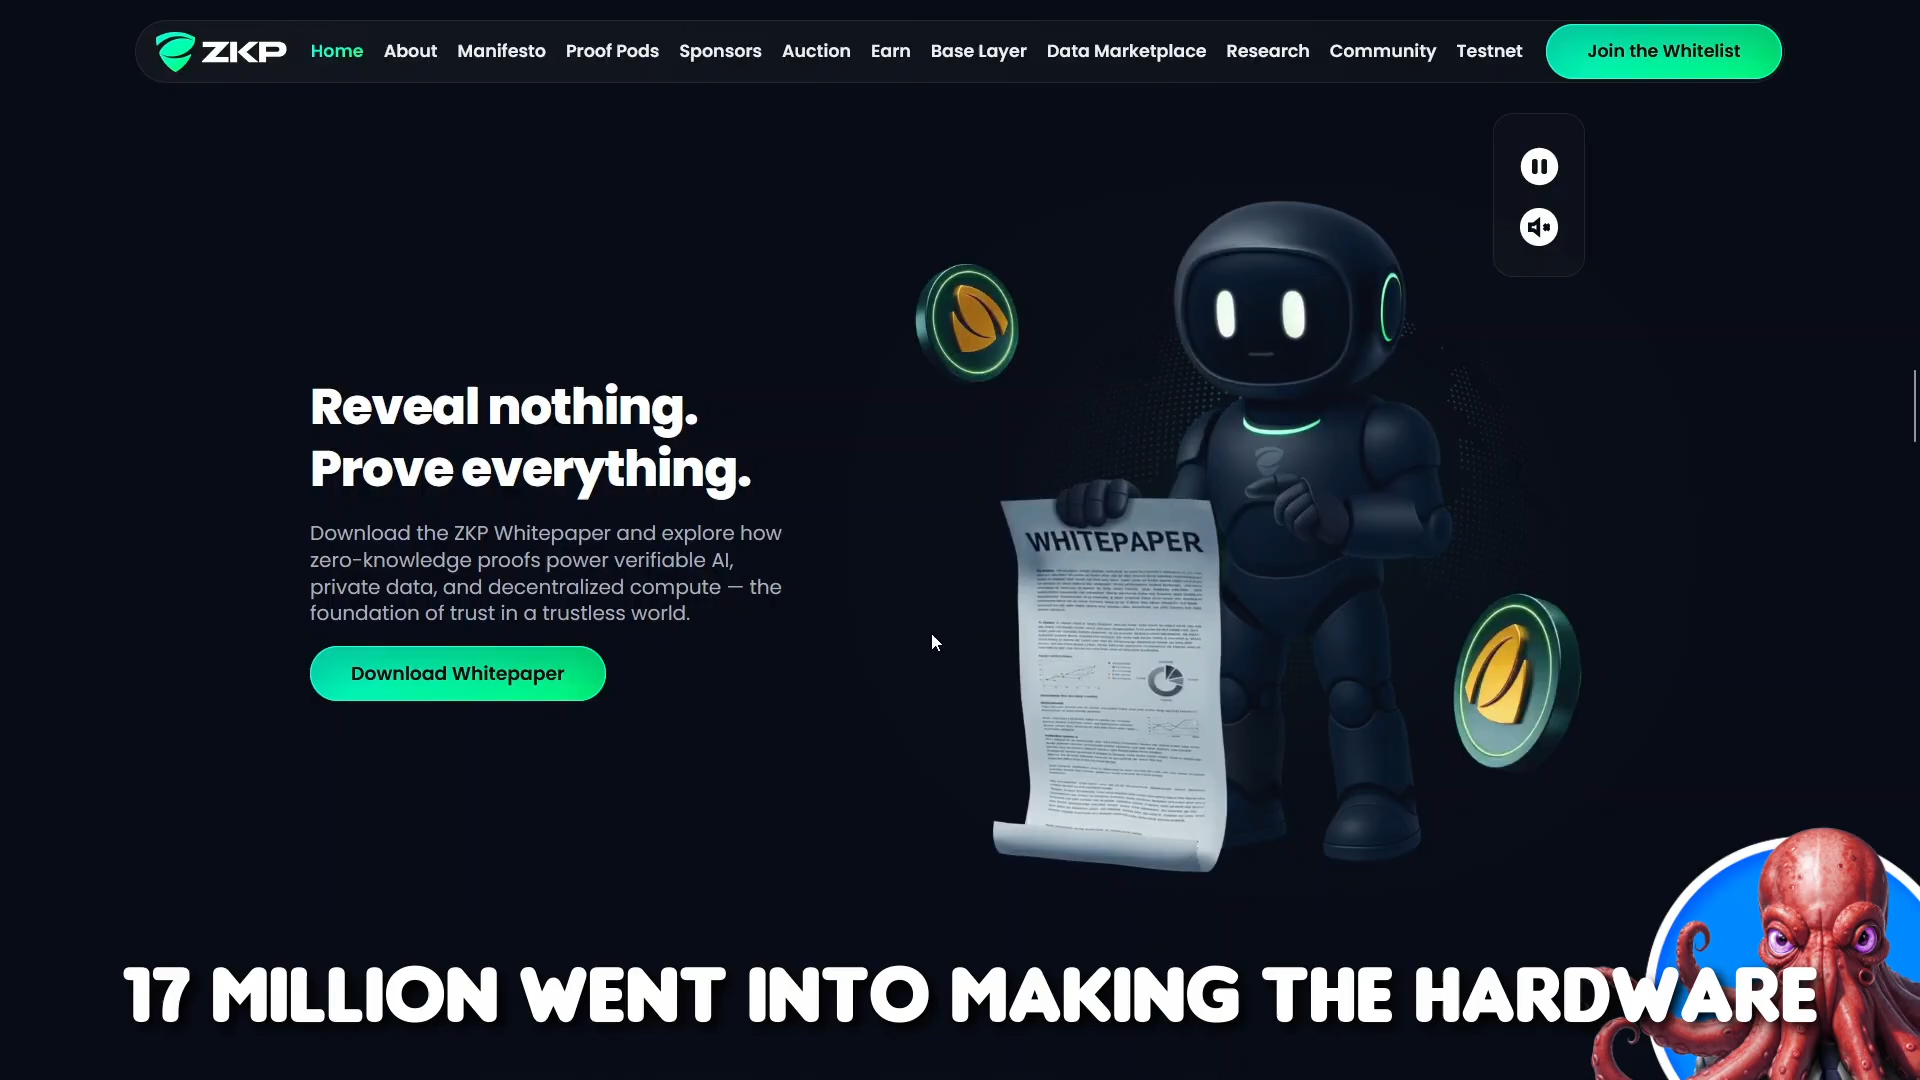 ZKP
Home
About
Manifesto
Proof Pods
Sponsors
Auction
Earn
Base Layer
Data Marketplace
Research
Community
Testnet
Join the Whitelist
Reveal nothing.
Prove everything.
Download the ZKP Whitepaper and explore how
zero-knowledge proofs power verifiable AI,
private data, and decentralized compute — the
foundation of trust in a trustless world.
Download Whitepaper
WHITEPAPER
17 MILLION WENT INTO MAKING THE HARDWARE